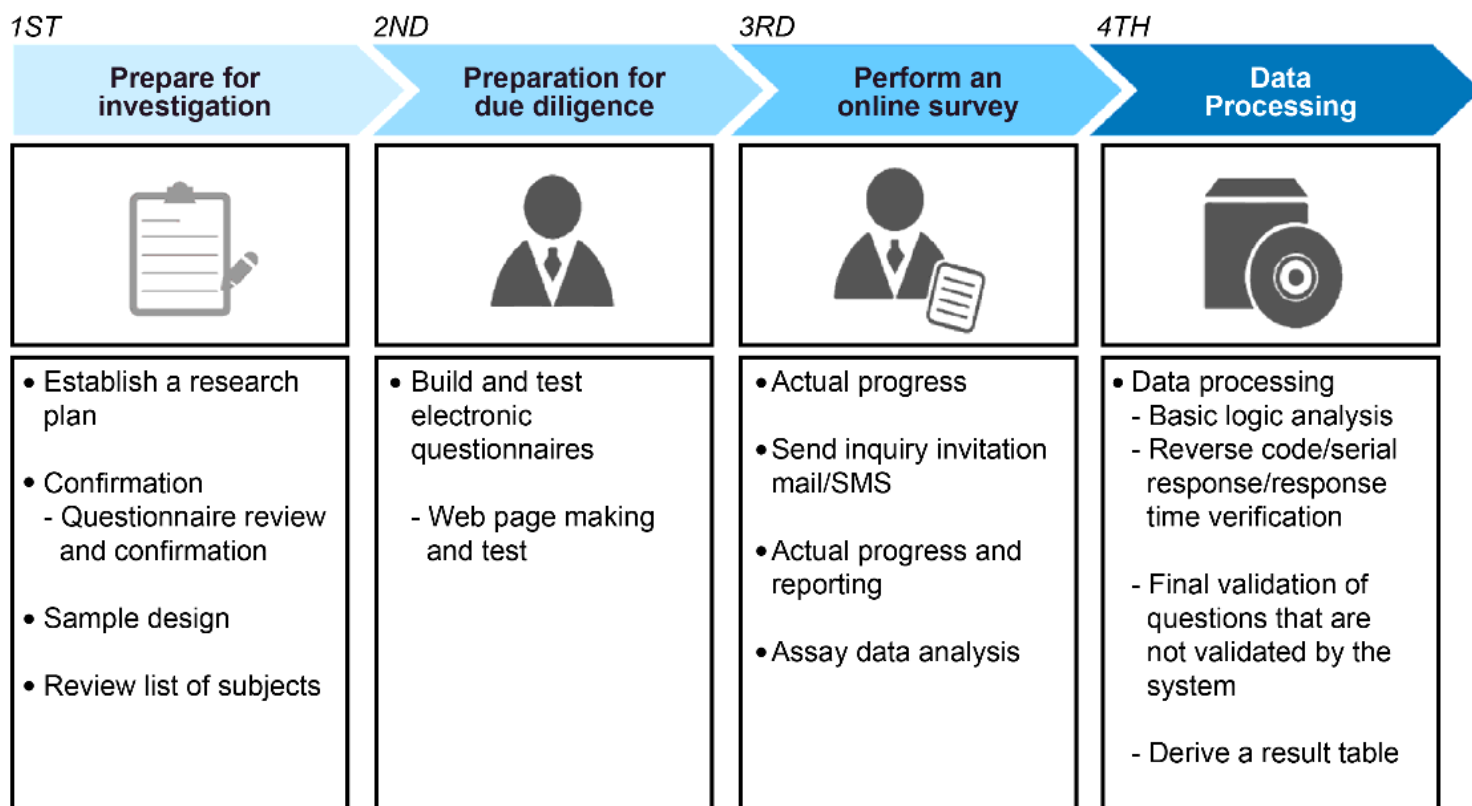 1ST
Prepare for
investigation
• Establish a research
plan
• Confirmation
- Questionnaire review
and confirmation
• Sample design
• Review list of subjects
2ND
Preparation for
due diligence
• Build and test
electronic
questionnaires
- Web page making
and test
3RD
Perform an
online survey
• Actual progress
• Send inquiry invitation
mail/SMS
• Actual progress and
reporting
• Assay data analysis
4TH
Data
Processing
• Data processing
- Basic logic analysis
- Reverse code/serial
response/response
time verification
- Final validation of
questions that are
not validated by the
system
- Derive a result table